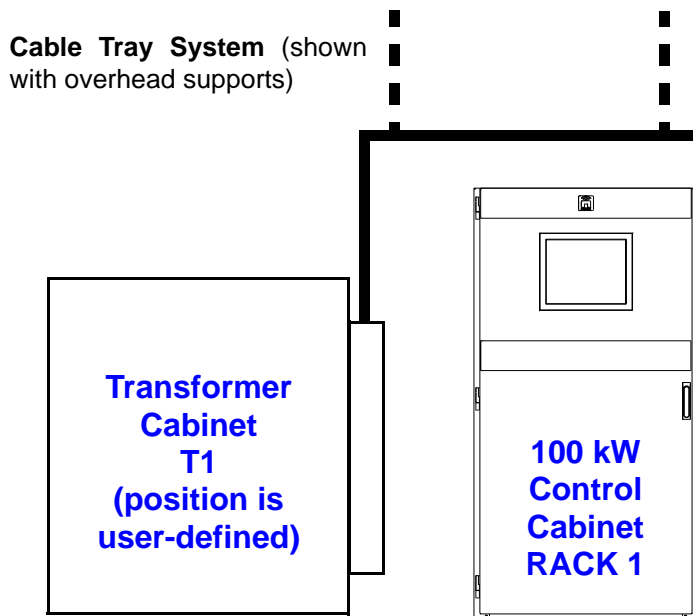 Cable Tray System (shown
with overhead supports)
Transformer
Cabinet
T1
(position is
user-defined)
100 kW
Control
Cabinet
RACK 1